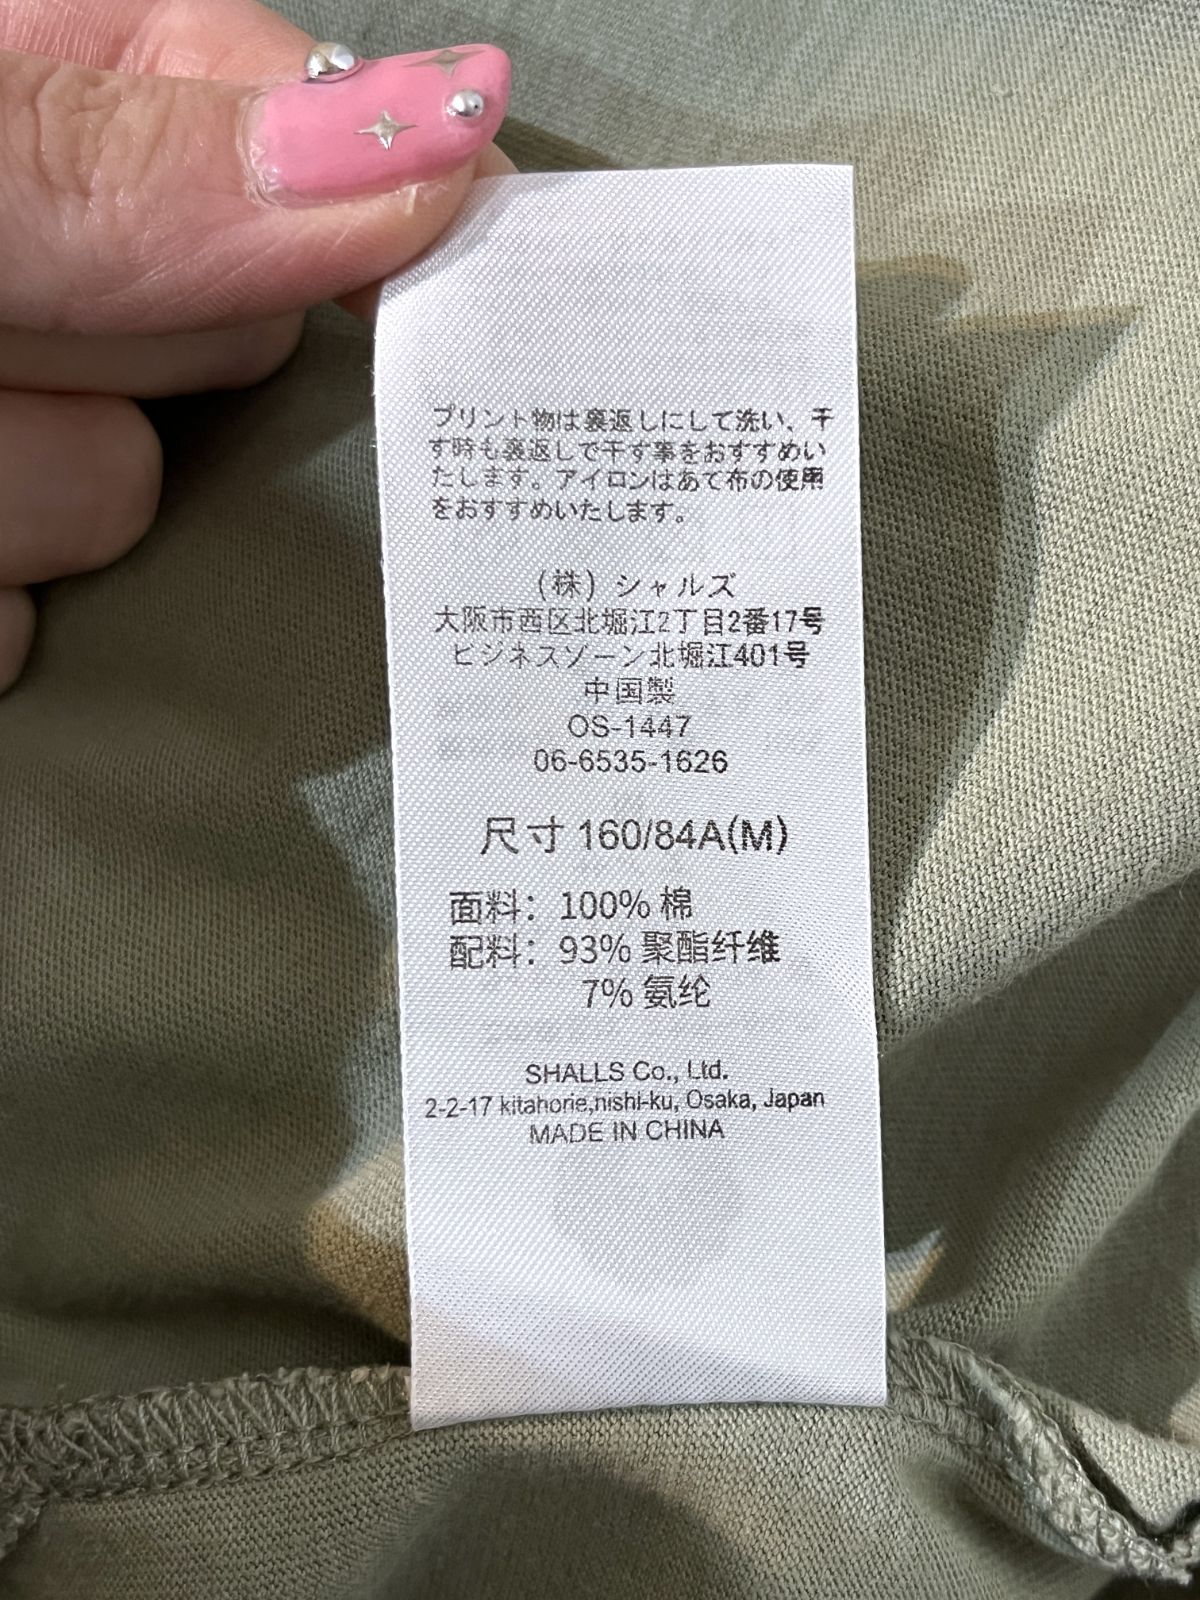 プリント物は裏返しにして洗い、干
す時も裏返しで干す事をおすすめい
たします。アイロンはあて布の使用
をおすすめいたします。
(株) シャルズ
大阪市西区北堀江2丁目2番17号
ビジネスゾーン北堀江401号
中国製
OS-1447
06-6535-1626
尺寸 160/84A(M)
面料：100% 棉
配料：93% 聚酯纤维
7% 氨纶
SHALLS Co., Ltd.
2-2-17 kitahorie,nishi-ku, Osaka, Japan
MADE IN CHINA